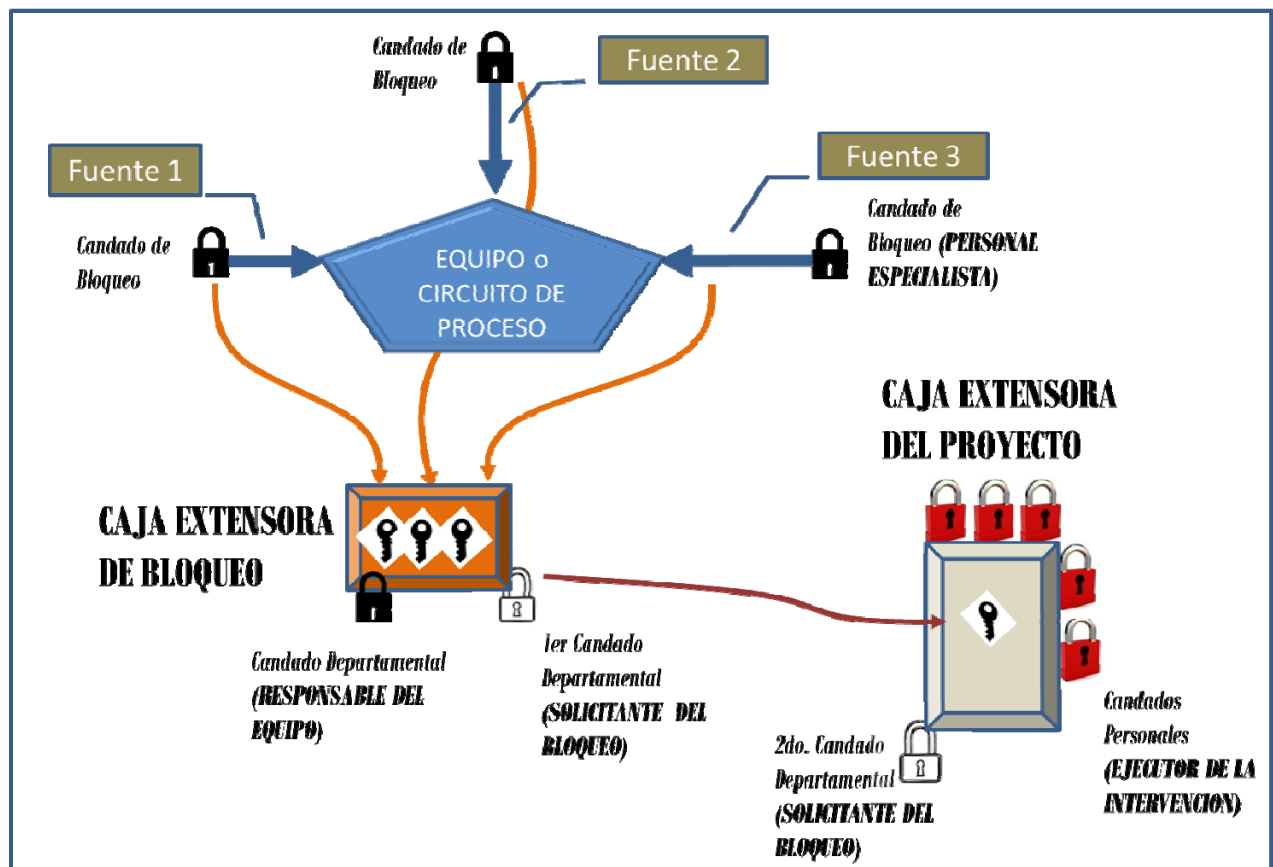 Candado de
Bloqueo
Fuente 2
Fuente 1
Fuente 3
Candado de
Bloqueo
Candado de
Bloqueo (PERSONAL
ESPECIALISTA)
EQUIPO o
CIRCUITO DE
PROCESO
CAJA EXTENSORA
DEL PROYECTO
CAJA EXTENSORA
DE BLOQUEO
Candado Departamental
(RESPONSABLE DEL
EQUIPO)
1er Candado
Departamental
(SOLICITANTE DEL
BLOQUEO)
2do. Candado
Departamental
(SOLICITANTE DEL
BLOQUEO)
Candados
Personales
(EJECUTOR DE LA
INTERVENCION)